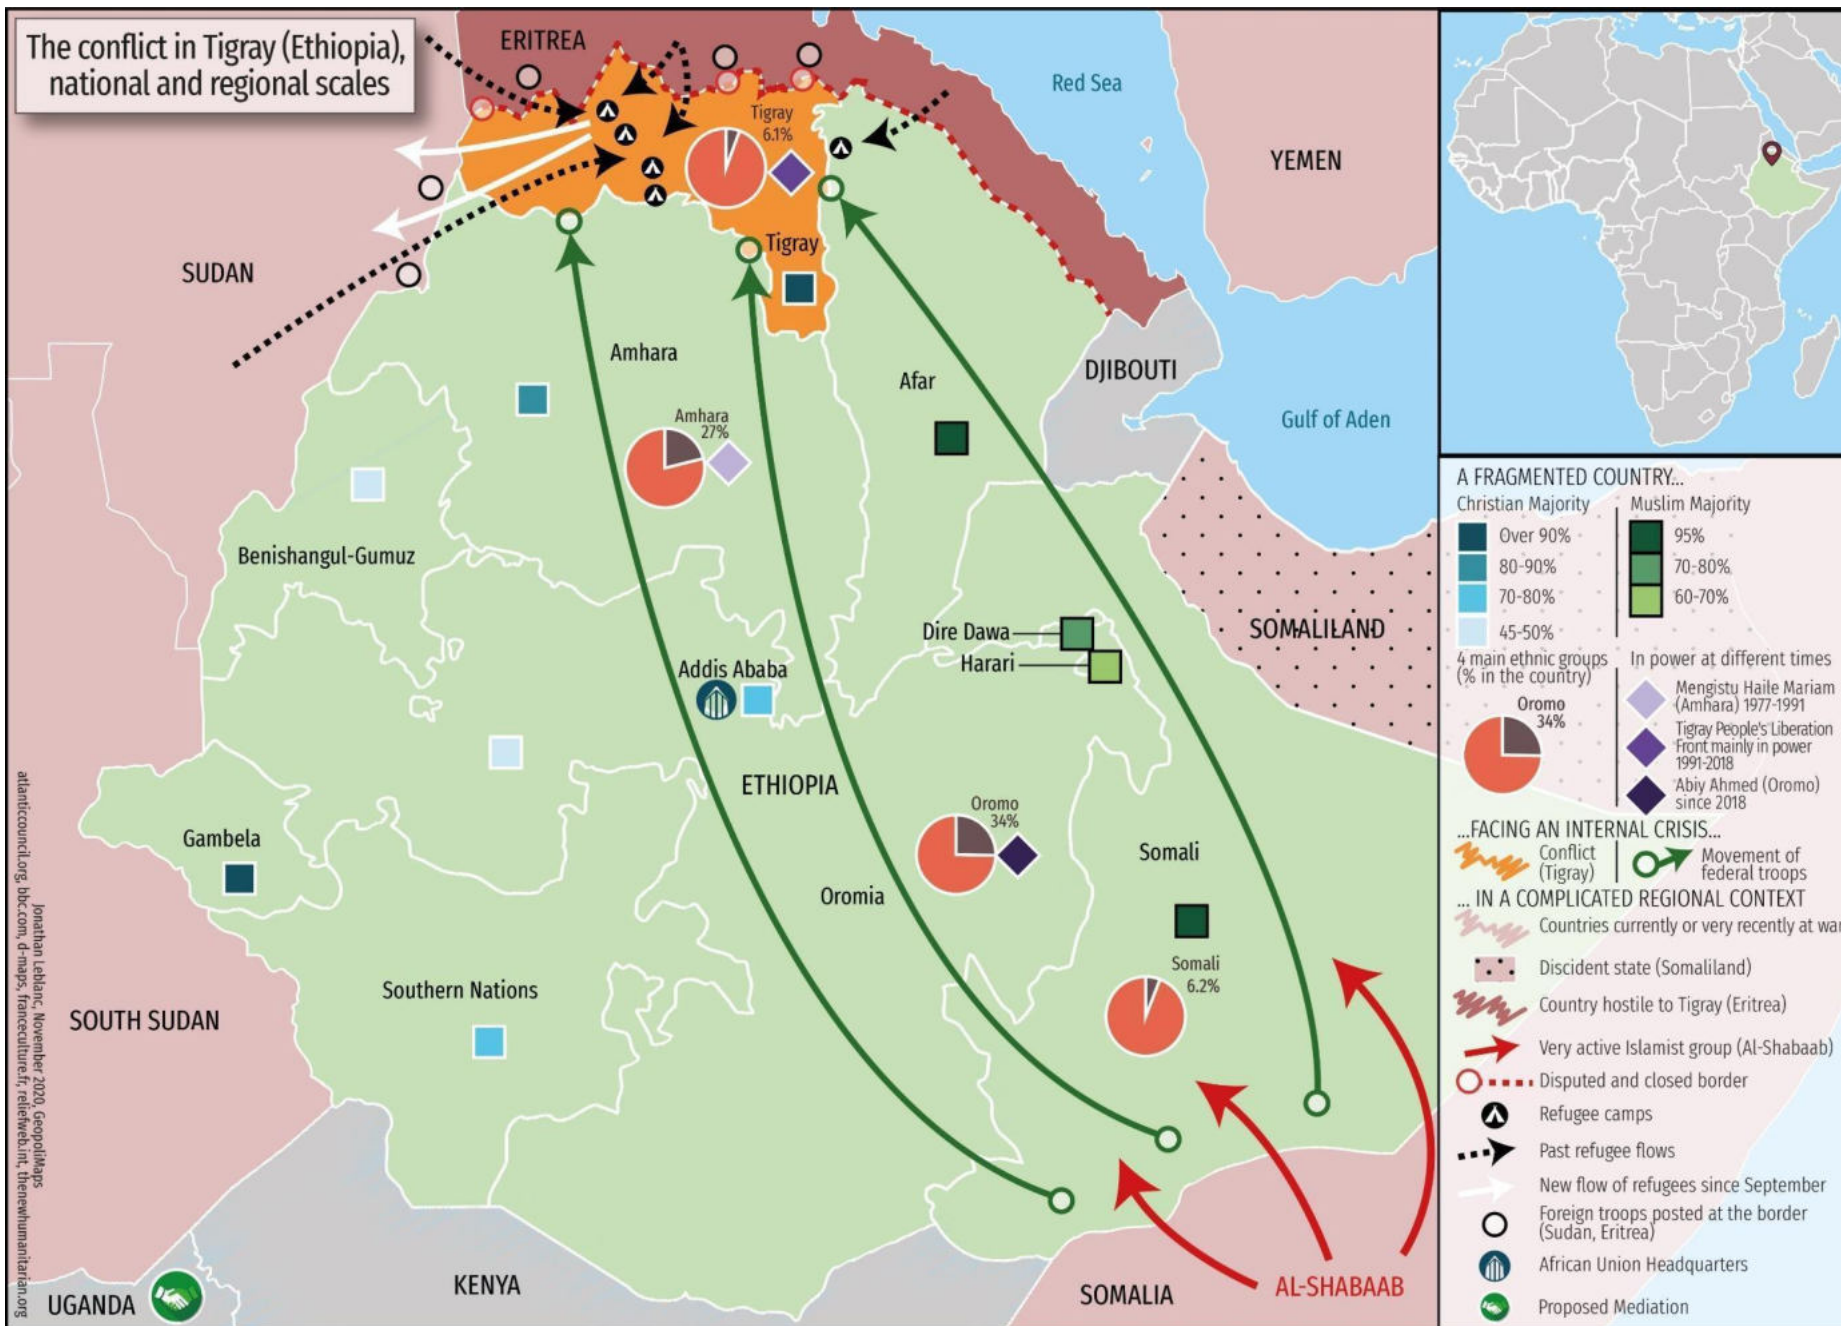 The conflict in Tigray (Ethiopia),
national and regional scales
ERITREA
Red Sea
YEMEN
Tigray
6.1%
Tigray
SUDAN
Amhara
Afar
DJIBOUTI
Gulf of Aden
Amhara
27%
Benishangul-Gumuz
Dire Dawa
Harari
SOMALILAND
Addis Ababa
ETHIOPIA
Gambela
Oromo
34%
Oromia
Somali
Somali
6.2%
Southern Nations
SOUTH SUDAN
KENYA
UGANDA
SOMALIA
AL-SHABAAB
Jonathan Leblanc, November 2020, GeopoliMaps
atlanticcouncil.org, bbc.com, d-maps, franceculture.fr, reliefweb.int, thenewhumanitarian.org
A FRAGMENTED COUNTRY...
Christian Majority
Over 90%
80-90%
70-80%
45-50%
Muslim Majority
95%
70-80%
60-70%
4 main ethnic groups
(% in the country)
Oromo
34%
In power at different times
Mengistu Haile Mariam
(Amhara) 1977-1991
Tigray People's Liberation
Front mainly in power
1991-2018
Abiy Ahmed (Oromo)
since 2018
...FACING AN INTERNAL CRISIS...
Conflict
(Tigray)
Movement of
federal troops
... IN A COMPLICATED REGIONAL CONTEXT
Countries currently or very recently at war
Discident state (Somaliland)
Country hostile to Tigray (Eritrea)
Very active Islamist group (Al-Shabaab)
Disputed and closed border
Refugee camps
Past refugee flows
New flow of refugees since September
Foreign troops posted at the border
(Sudan, Eritrea)
African Union Headquarters
Proposed Mediation